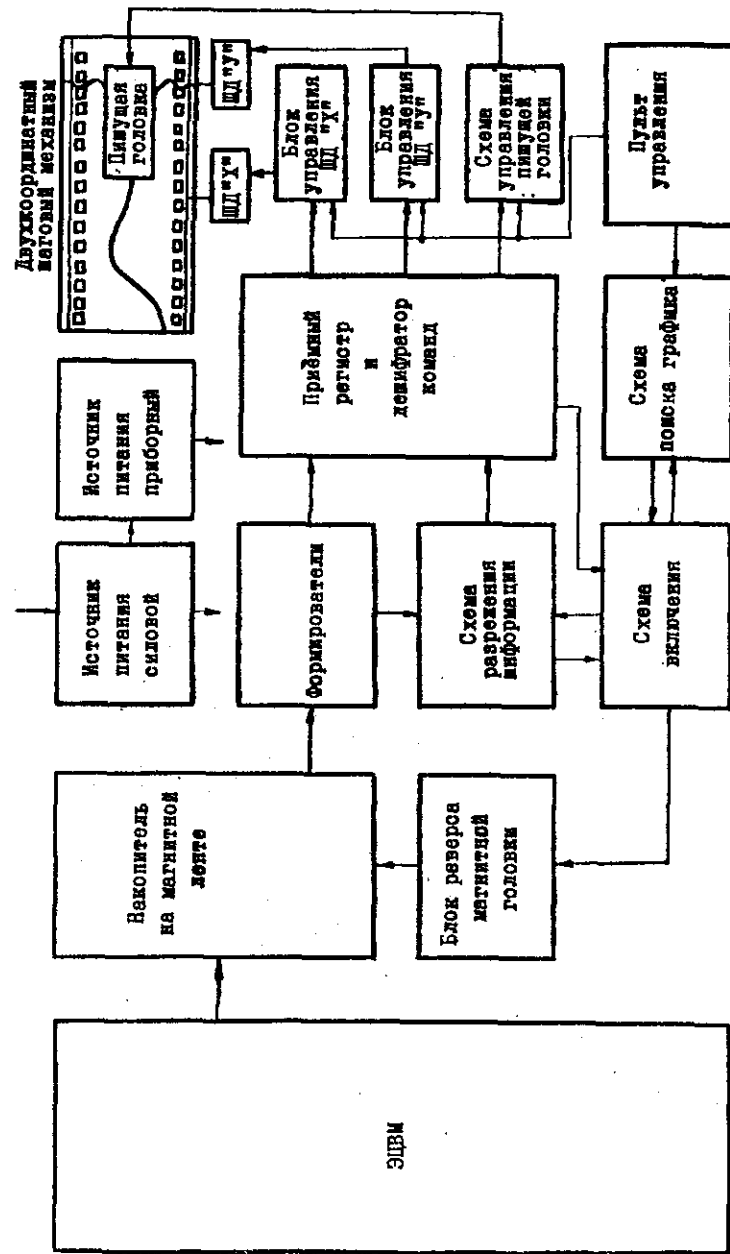 ЭЦВМ
Накопитель
на магнитной
ленте
Блок реверса
магнитной
головки
Источник
питания
силовой
Источник
питания
приборный
Формирователи
Схема
разрежения
информации
Схема
включения
Приёмный
регистр
и
дешифратор
команд
Схема
поиска графика
Двухкоординатный
шаговый механизм
Пишущая
головка
ШД"X"
ШД"У"
Блок
управления
ШД "X"
Блок
управления
ШД "У"
Схема
управления
пишущей
головки
Пульт
управления